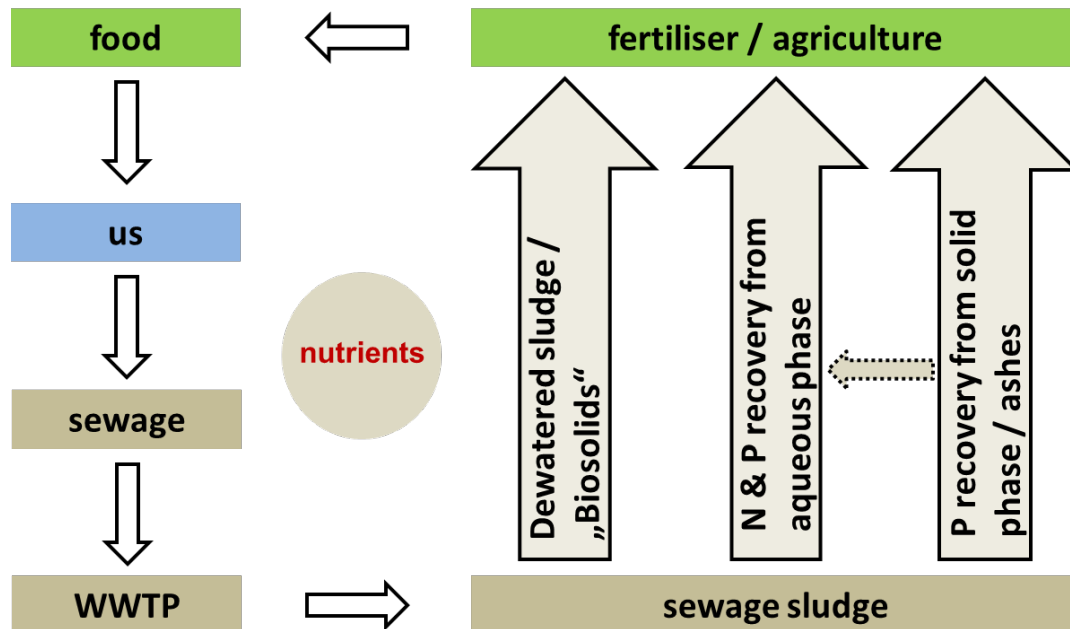 food
fertiliser / agriculture
us
nutrients
sewage
WWTP
sewage sludge
Dewatered sludge /
„Biosolids“
N & P recovery from
aqueous phase
P recovery from solid
phase / ashes